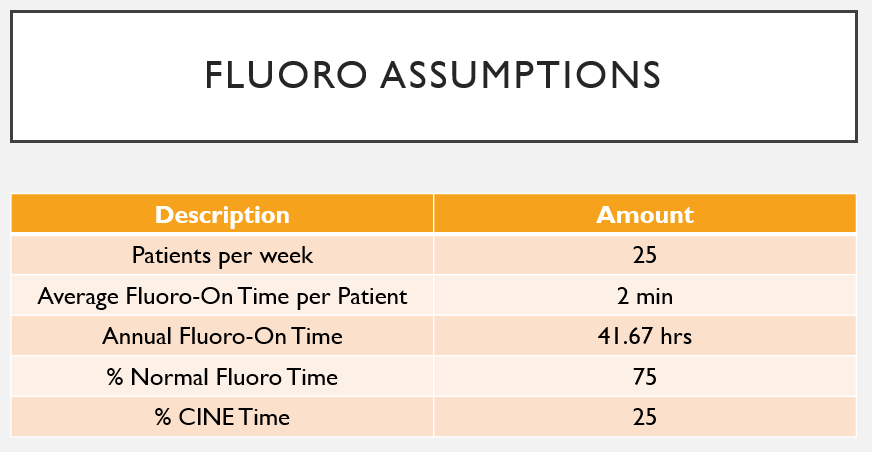 FLUORO ASSUMPTIONS
Description Amount
Patients per week 25
Average Fluoro-On Time per Patient 2 min
Annual Fluoro-On Time 41.67 hrs
% Normal Fluoro Time 75
% CINE Time 25